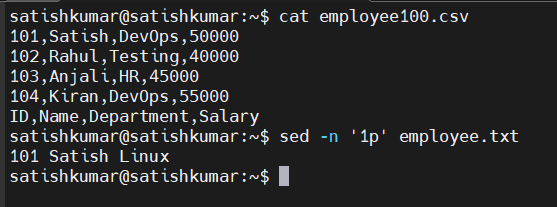 satishkumar@satishkumar:~$ cat employee100.csv
101,Satish,DevOps,50000
102,Rahul,Testing,40000
103,Anjali,HR,45000
104,Kiran,DevOps,55000
ID,Name,Department,Salary
satishkumar@satishkumar:~$ sed -n '1p' employee.txt
101 Satish Linux
satishkumar@satishkumar:~$